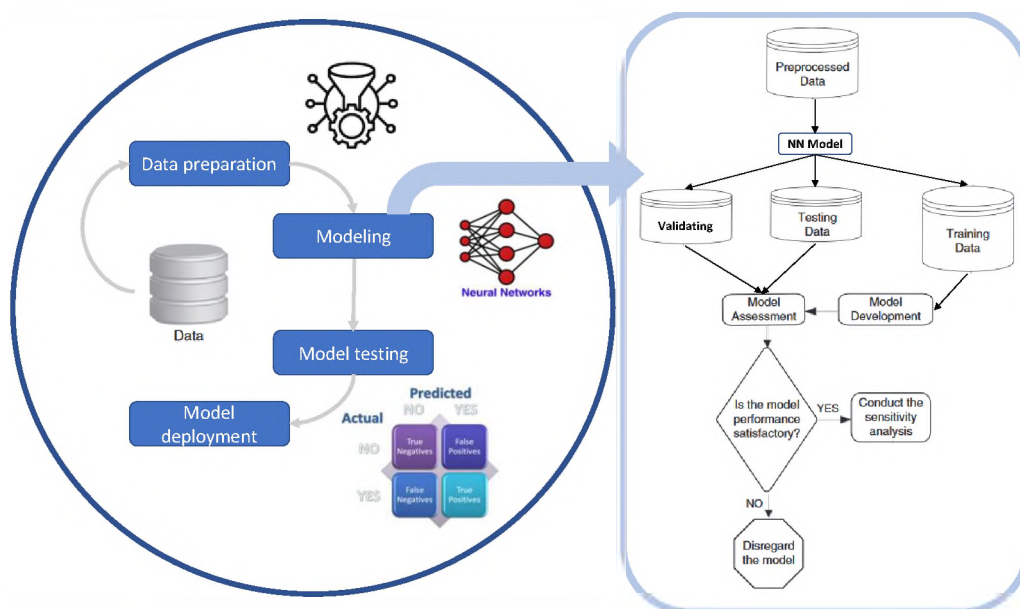 Data preparation
Modeling
Neural Networks
Data
Model testing
Model
deployment
Predicted
NO YES
Actual
NO
True
Negatives
False
Positives
YES
False
Negatives
True
Positives
Preprocessed
Data
NN Model
Validating
Testing
Data
Training
Data
Model
Assessment
Model
Development
Is the model
performance
satisfactory?
YES
Conduct the
sensitivity
analysis
NO
Disregard
the model